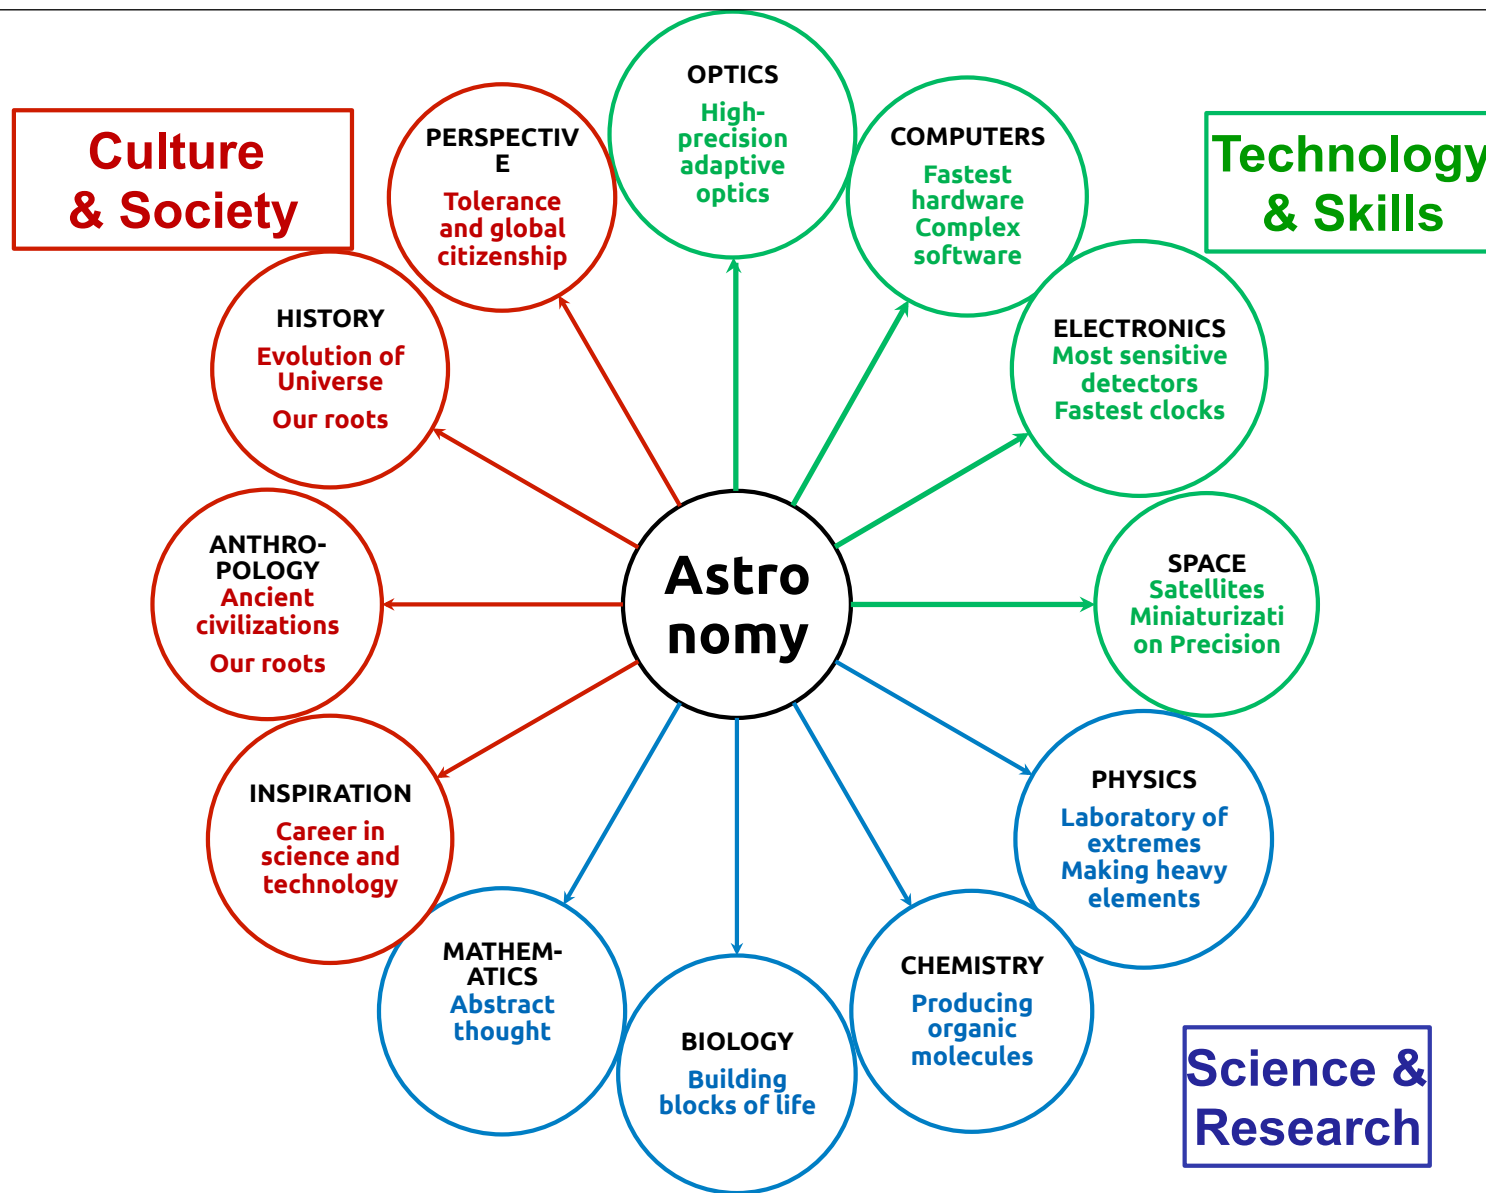 Culture
& Society
Technology
& Skills
OPTICS
High-
precision
adaptive
optics
COMPUTERS
Fastest
hardware
Complex
software
ELECTRONICS
Most sensitive
detectors
Fastest clocks
SPACE
Satellites
Miniaturizati
on Precision
PHYSICS
Laboratory of
extremes
Making heavy
elements
CHEMISTRY
Producing
organic
molecules
BIOLOGY
Building
blocks of life
MATHEM-
ATICS
Abstract
thought
INSPIRATION
Career in
science and
technology
ANTHRO-
POLOGY
Ancient
civilizations
Our roots
HISTORY
Evolution of
Universe
Our roots
PERSPECTIV
E
Tolerance
and global
citizenship
Astro
nomy
Science &
Research